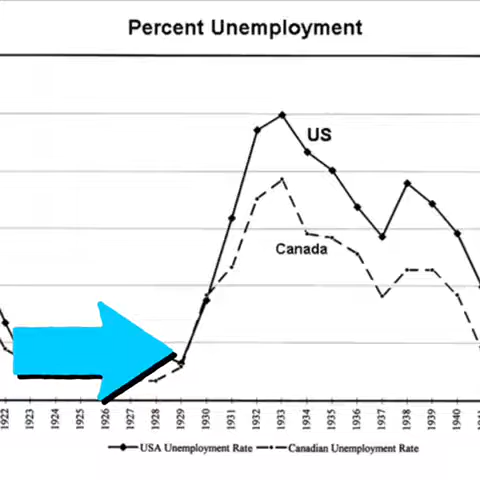 Percent Unemployment
US
Canada
1922 1923 1924 1925 1926 1927 1928 1929 1930 1931 1932 1933 1934 1935 1936 1937 1938 1939 1940
USA Unemployment Rate Canadian Unemployment Rate